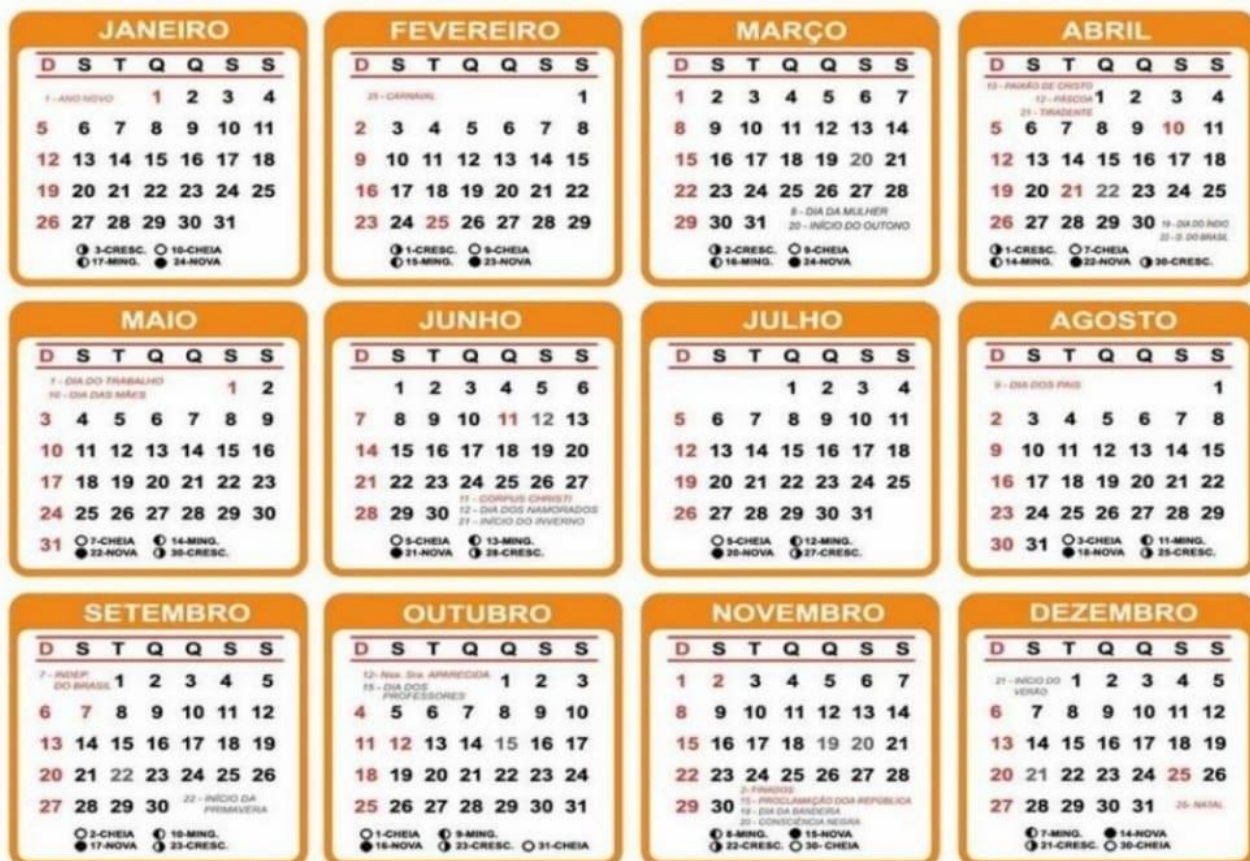 JANEIRO
D S T Q Q S S
1 - ANO NOVO 1 2 3 4
5 6 7 8 9 10 11
12 13 14 15 16 17 18
19 20 21 22 23 24 25
26 27 28 29 30 31
3-CRESC. 10-CHEIA
17-MING. 24-NOVA
FEVEREIRO
D S T Q Q S S
25 - CARNAVAL 1
2 3 4 5 6 7 8
9 10 11 12 13 14 15
16 17 18 19 20 21 22
23 24 25 26 27 28 29
1-CRESC. 9-CHEIA
15-MING. 23-NOVA
MARÇO
D S T Q Q S S
1 2 3 4 5 6 7
8 9 10 11 12 13 14
15 16 17 18 19 20 21
22 23 24 25 26 27 28
29 30 31
8 - DIA DA MULHER
20 - INÍCIO DO OUTONO
2-CRESC. 9-CHEIA
16-MING. 24-NOVA
ABRIL
D S T Q Q S S
PAIXÃO DE CRISTO
12 - PÁSCOA 1 2 3 4
21 - TIRADENTE
5 6 7 8 9 10 11
12 13 14 15 16 17 18
19 20 21 22 23 24 25
26 27 28 29 30
19 - DIA DO ÍNDIO
22 - D. DO BRASIL
1-CRESC. 7-CHEIA
14-MING. 22-NOVA 30-CRESC.
MAIO
D S T Q Q S S
1 - DIA DO TRABALHO 1 2
10 - DIA DAS MÃES
3 4 5 6 7 8 9
10 11 12 13 14 15 16
17 18 19 20 21 22 23
24 25 26 27 28 29 30
31
7-CHEIA 14-MING.
22-NOVA 30-CRESC.
JUNHO
D S T Q Q S S
1 2 3 4 5 6
7 8 9 10 11 12 13
14 15 16 17 18 19 20
21 22 23 24 25 26 27
28 29 30
11 - CORPUS CHRISTI
12 - DIA DOS NAMORADOS
21 - INÍCIO DO INVERNO
5-CHEIA 13-MING.
21-NOVA 28-CRESC.
JULHO
D S T Q Q S S
1 2 3 4
5 6 7 8 9 10 11
12 13 14 15 16 17 18
19 20 21 22 23 24 25
26 27 28 29 30 31
5-CHEIA 12-MING.
20-NOVA 27-CRESC.
AGOSTO
D S T Q Q S S
9 - DIA DOS PAIS 1
2 3 4 5 6 7 8
9 10 11 12 13 14 15
16 17 18 19 20 21 22
23 24 25 26 27 28 29
30 31
3-CHEIA 11-MING.
18-NOVA 25-CRESC.
SETEMBRO
D S T Q Q S S
7 - INDEP.
DO BRASIL 1 2 3 4 5
6 7 8 9 10 11 12
13 14 15 16 17 18 19
20 21 22 23 24 25 26
27 28 29 30
22 - INÍCIO DA
PRIMAVERA
2-CHEIA 10-MING.
17-NOVA 23-CRESC.
OUTUBRO
D S T Q Q S S
12- Nsa. Sra. APARECIDA 1 2 3
15 - DIA DOS
PROFESSORES
4 5 6 7 8 9 10
11 12 13 14 15 16 17
18 19 20 21 22 23 24
25 26 27 28 29 30 31
1-CHEIA 9-MING.
16-NOVA 23-CRESC. 31-CHEIA
NOVEMBRO
D S T Q Q S S
1 2 3 4 5 6 7
8 9 10 11 12 13 14
15 16 17 18 19 20 21
22 23 24 25 26 27 28
29 30
2- FINADOS
15 - PROCLAMAÇÃO DOA REPÚBLICA
19 - DIA DA BANDEIRA
20 - CONSCIÊNCIA NEGRA
8-MING. 15-NOVA
22-CRESC. 30- CHEIA
DEZEMBRO
D S T Q Q S S
21 - INÍCIO DO
VERÃO 1 2 3 4 5
6 7 8 9 10 11 12
13 14 15 16 17 18 19
20 21 22 23 24 25 26
27 28 29 30 31
25- NATAL
7-MING. 14-NOVA
21-CRESC. 30-CHEIA